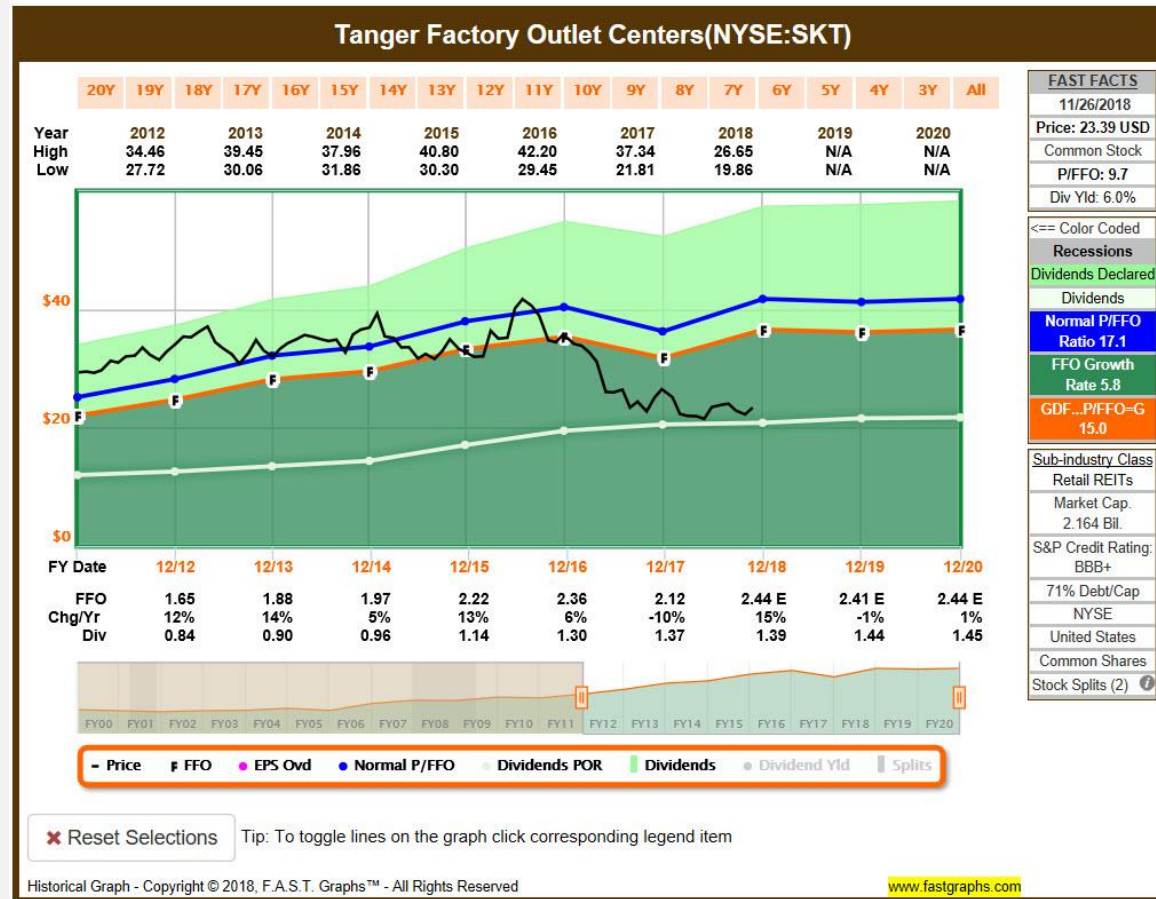 Tanger Factory Outlet Centers(NYSE:SKT)
20Y 19Y 18Y 17Y 16Y 15Y 14Y 13Y 12Y 11Y 10Y 9Y 8Y 7Y 6Y 5Y 4Y 3Y All
Year 2012 2013 2014 2015 2016 2017 2018 2019 2020
High 34.46 39.45 37.96 40.80 42.20 37.34 26.65 N/A N/A
Low 27.72 30.06 31.86 30.30 29.45 21.81 19.86 N/A N/A
$40
$20
$0
F F F F F F F F F F
FY Date 12/12 12/13 12/14 12/15 12/16 12/17 12/18 12/19 12/20
FFO 1.65 1.88 1.97 2.22 2.36 2.12 2.44 E 2.41 E 2.44 E
Chg/Yr 12% 14% 5% 13% 6% -10% 15% -1% 1%
Div 0.84 0.90 0.96 1.14 1.30 1.37 1.39 1.44 1.45
FY00 FY01 FY02 FY03 FY04 FY05 FY06 FY07 FY08 FY09 FY10 FY11 FY12 FY13 FY14 FY15 FY16 FY17 FY18 FY19 FY20
Price F FFO EPS Ovd Normal P/FFO Dividends POR Dividends Dividend Yld Splits
Reset Selections Tip: To toggle lines on the graph click corresponding legend item
Historical Graph - Copyright © 2018, F.A.S.T. Graphs™ - All Rights Reserved
www.fastgraphs.com
FAST FACTS
11/26/2018
Price: 23.39 USD
Common Stock
P/FFO: 9.7
Div Yld: 6.0%
<== Color Coded
Recessions
Dividends Declared
Dividends
Normal P/FFO
Ratio 17.1
FFO Growth
Rate 5.8
GDF...P/FFO=G
15.0
Sub-industry Class
Retail REITs
Market Cap.
2.164 Bil.
S&P Credit Rating:
BBB+
71% Debt/Cap
NYSE
United States
Common Shares
Stock Splits (2) i